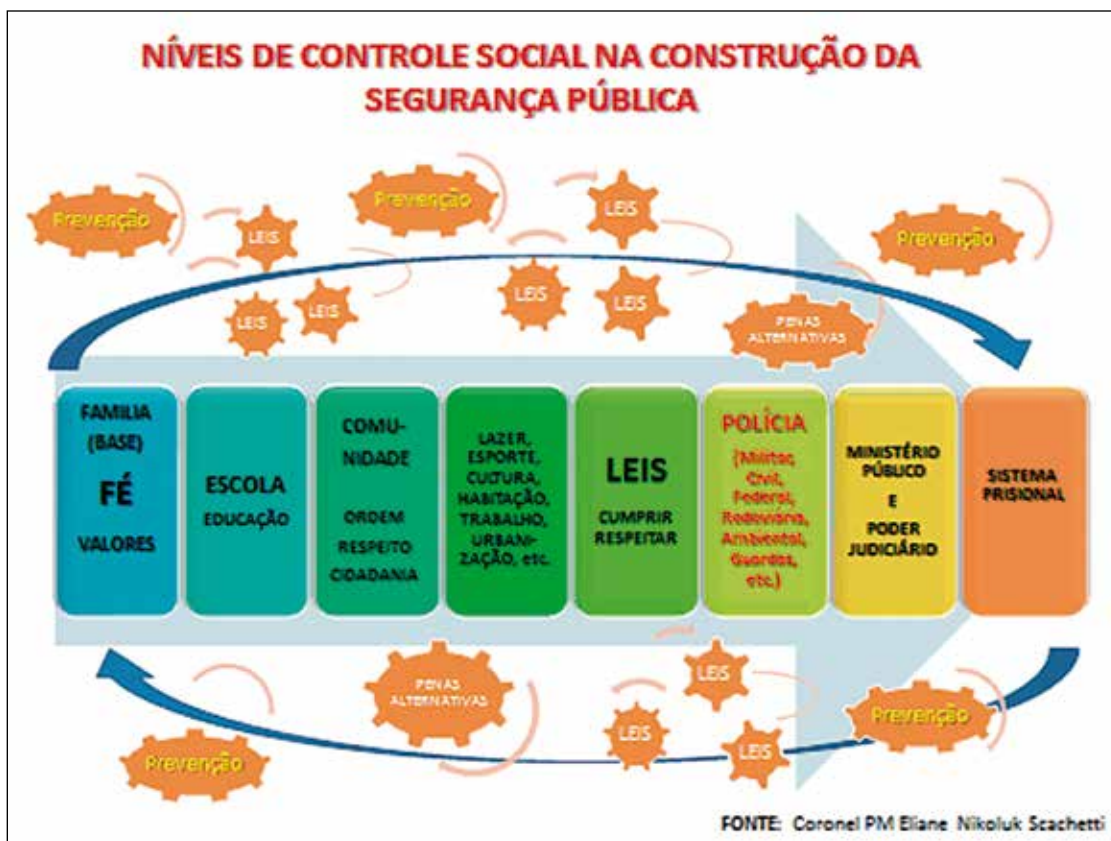 NÍVEIS DE CONTROLE SOCIAL NA CONSTRUÇÃO DA
SEGURANÇA PÚBLICA
Prevenção
LEIS
LEIS
LEIS
Prevenção
LEIS
LEIS
LEIS
PENAS
ALTERNATIVAS
Prevenção
FAMILIA
(BASE)
FÉ
VALORES
ESCOLA
EDUCAÇÃO
COMU-
NIDADE
ORDEM
RESPEITO
CIDADANIA
LAZER,
ESPORTE,
CULTURA,
HABITAÇÃO,
TRABALHO,
URBANI-
ZAÇÃO, etc.
LEIS
CUMPRIR
RESPEITAR
POLÍCIA
(Militar,
Civil,
Federal,
Rodoviária,
Ambiental,
Guardas,
etc.)
MINISTÉRIO
PÚBLICO
E
PODER
JUDICIÁRIO
SISTEMA
PRISIONAL
Prevenção
PENAS
ALTERNATIVAS
LEIS
LEIS
LEIS
Prevenção
FONTE: Coronel PM Eliane Nikoluk Scachetti